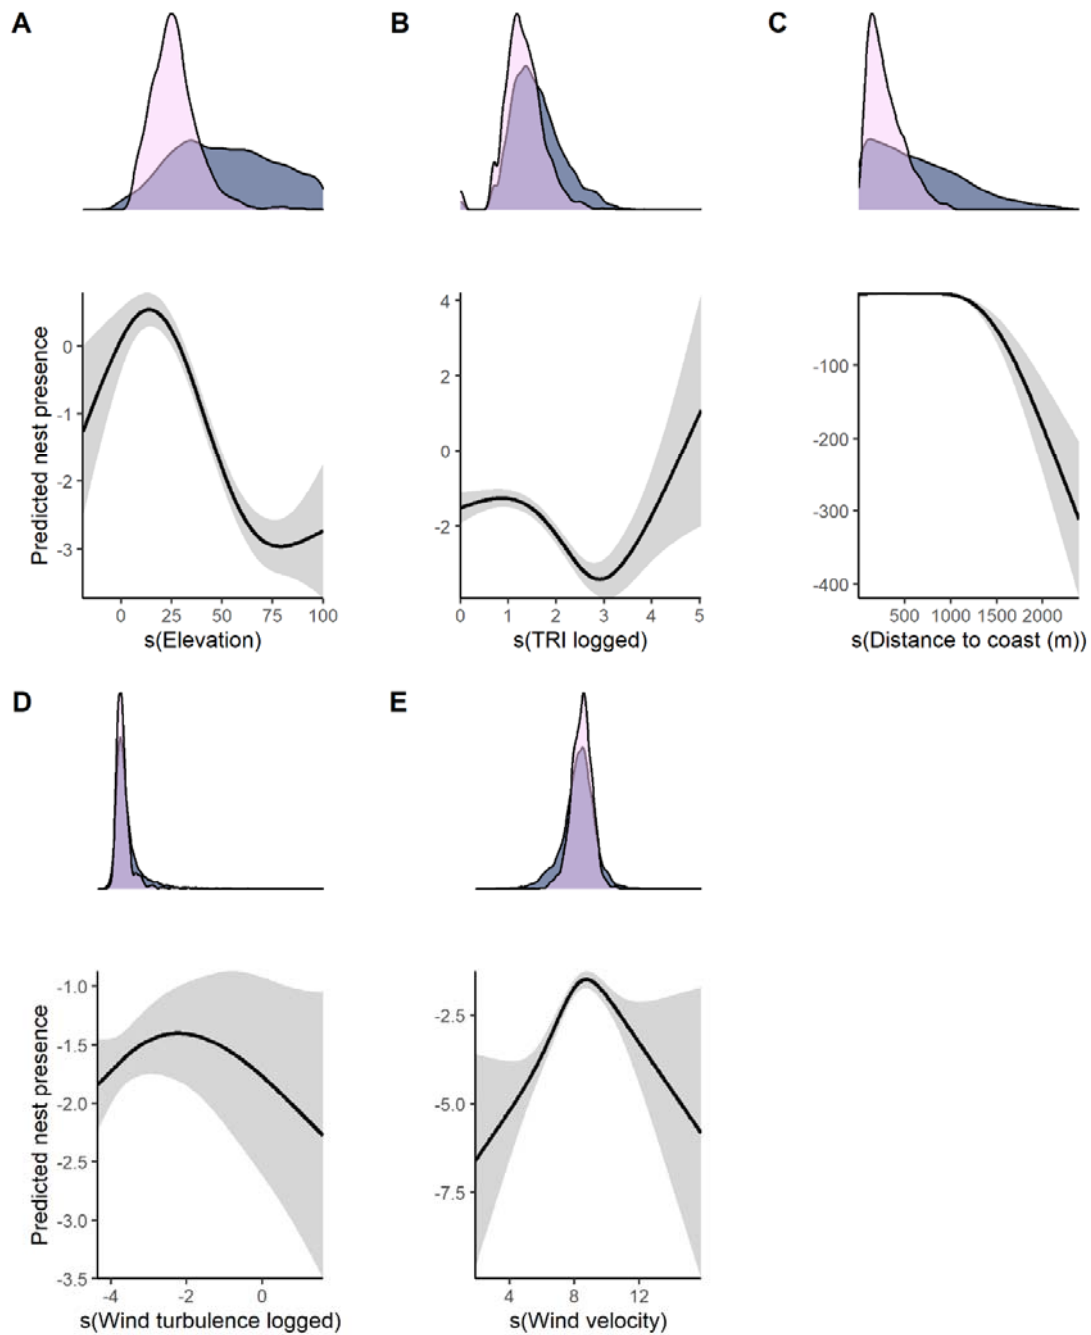 A
B
C
Predicted nest presence
0
-1
-2
-3
0 25 50 75 100
s(Elevation)
4
2
0
-2
0 1 2 3 4 5
s(TRI logged)
-100
-200
-300
-400
500 1000 1500 2000
s(Distance to coast (m))
D
E
Predicted nest presence
-1.0
-1.5
-2.0
-2.5
-3.0
-3.5
-4 -2 0
s(Wind turbulence logged)
-2.5
-5.0
-7.5
4 8 12
s(Wind velocity)